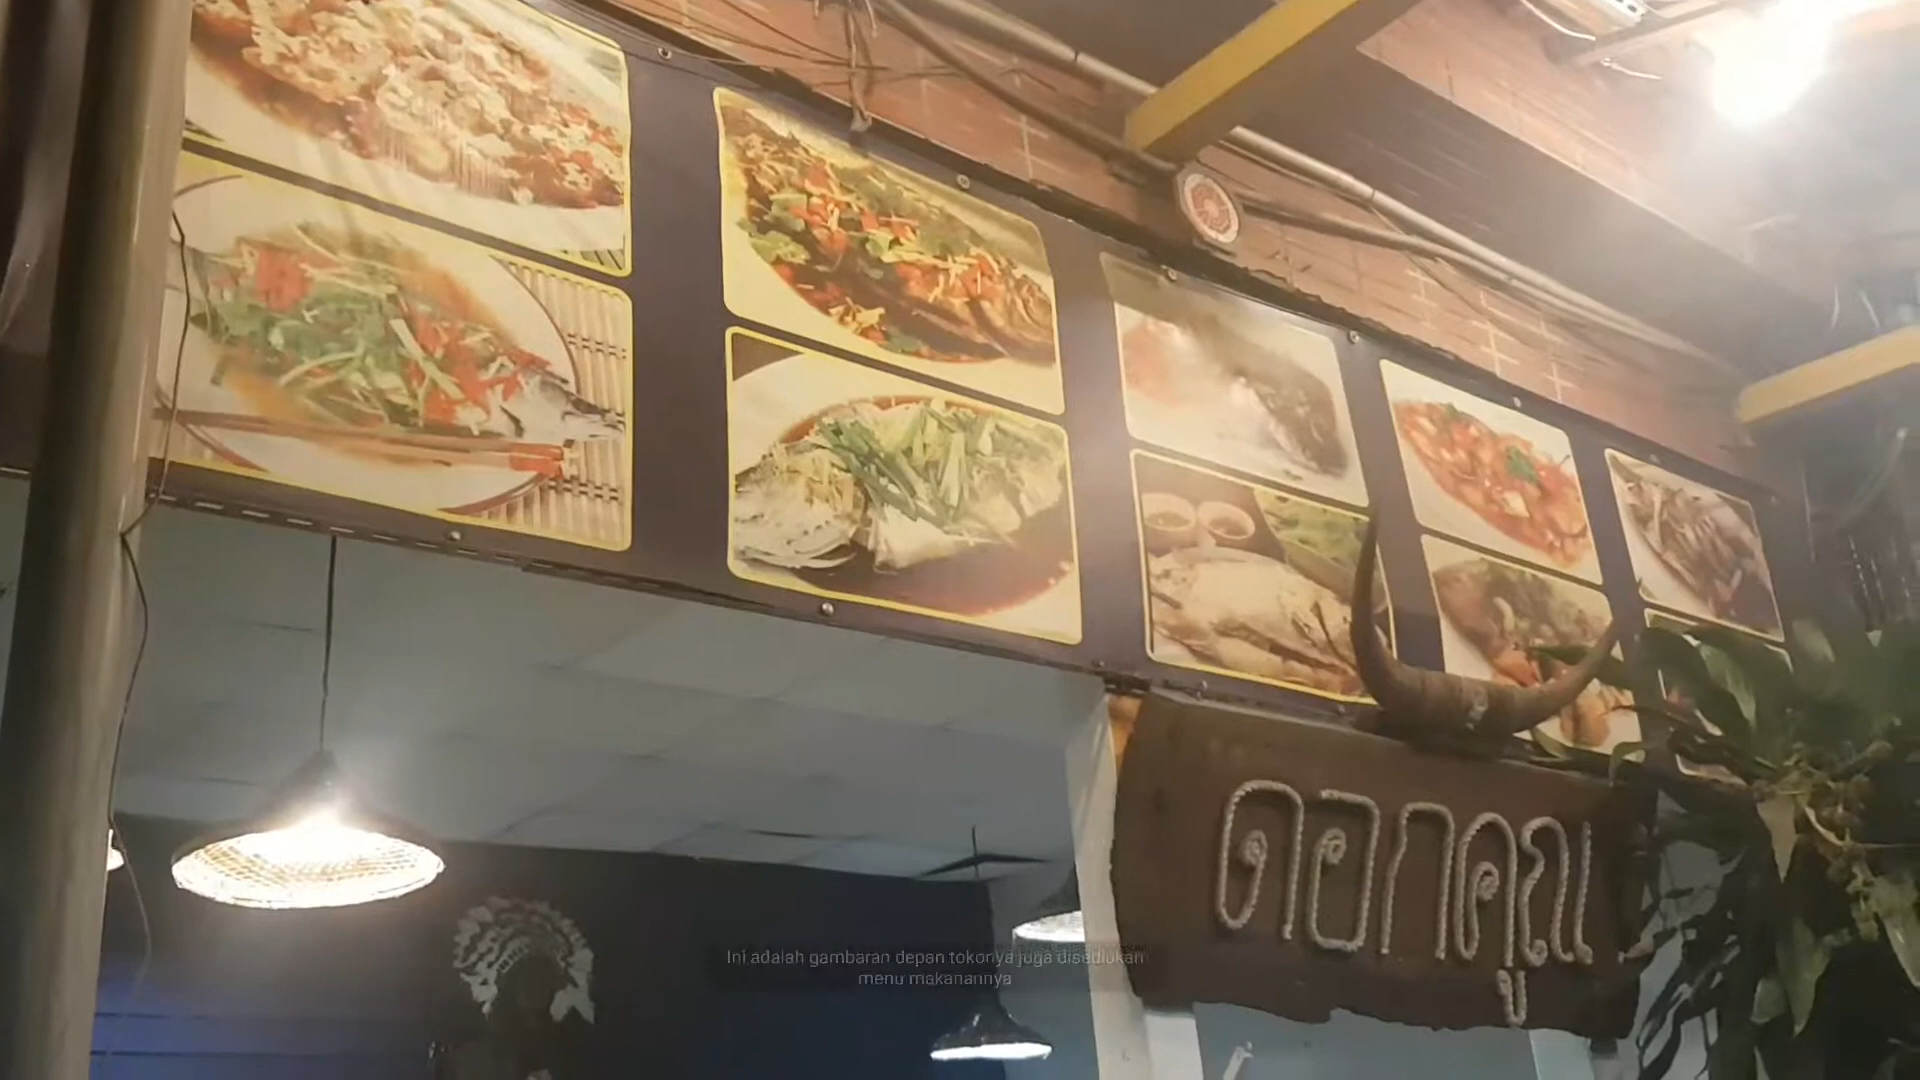 ดอกคูณ
Ini adalah gambaran depan tokonya juga disediakan
menu makanannya